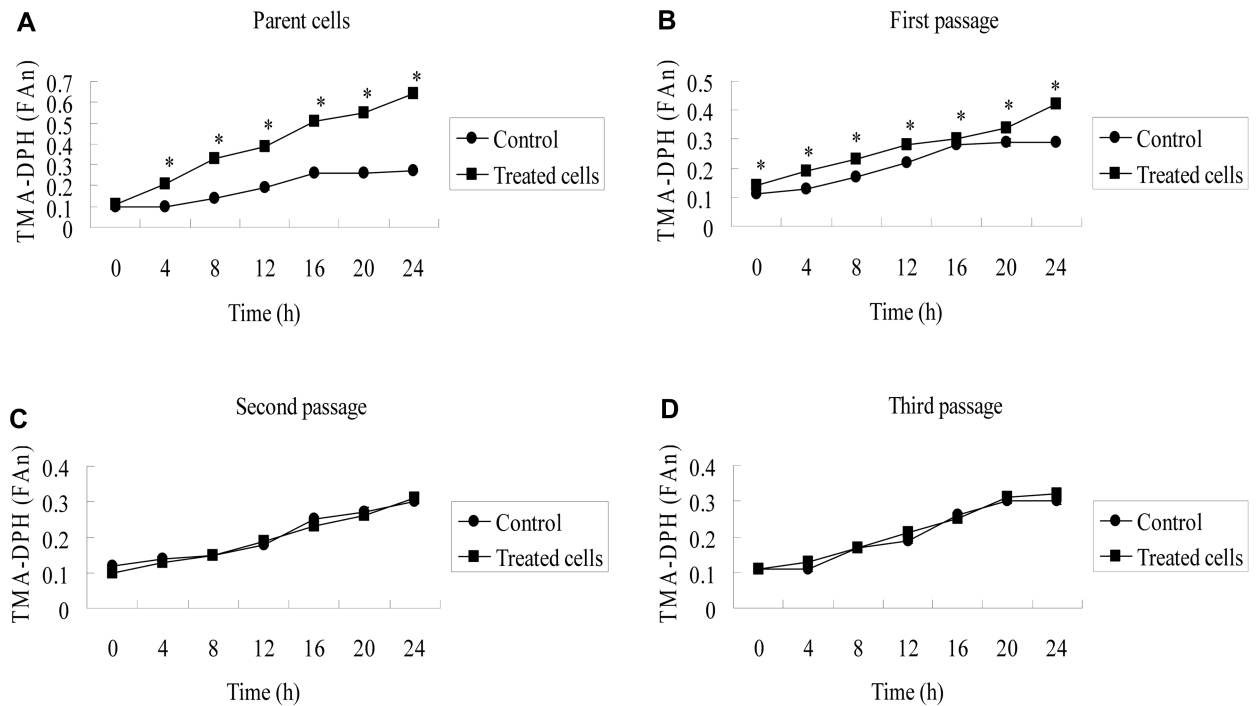 A
Parent cells
TMA-DPH (FAn)
0.7
0.6
0.5
0.4
0.3
0.2
0.1
0
* * * * * *
0 4 8 12 16 20 24
Time (h)
Control
Treated cells
B
First passage
TMA-DPH (FAn)
0.5
0.4
0.3
0.2
0.1
0
* * * * * * *
0 4 8 12 16 20 24
Time (h)
Control
Treated cells
C
Second passage
TMA-DPH (FAn)
0.4
0.3
0.2
0.1
0
0 4 8 12 16 20 24
Time (h)
Control
Treated cells
D
Third passage
TMA-DPH (FAn)
0.4
0.3
0.2
0.1
0
0 4 8 12 16 20 24
Time (h)
Control
Treated cells